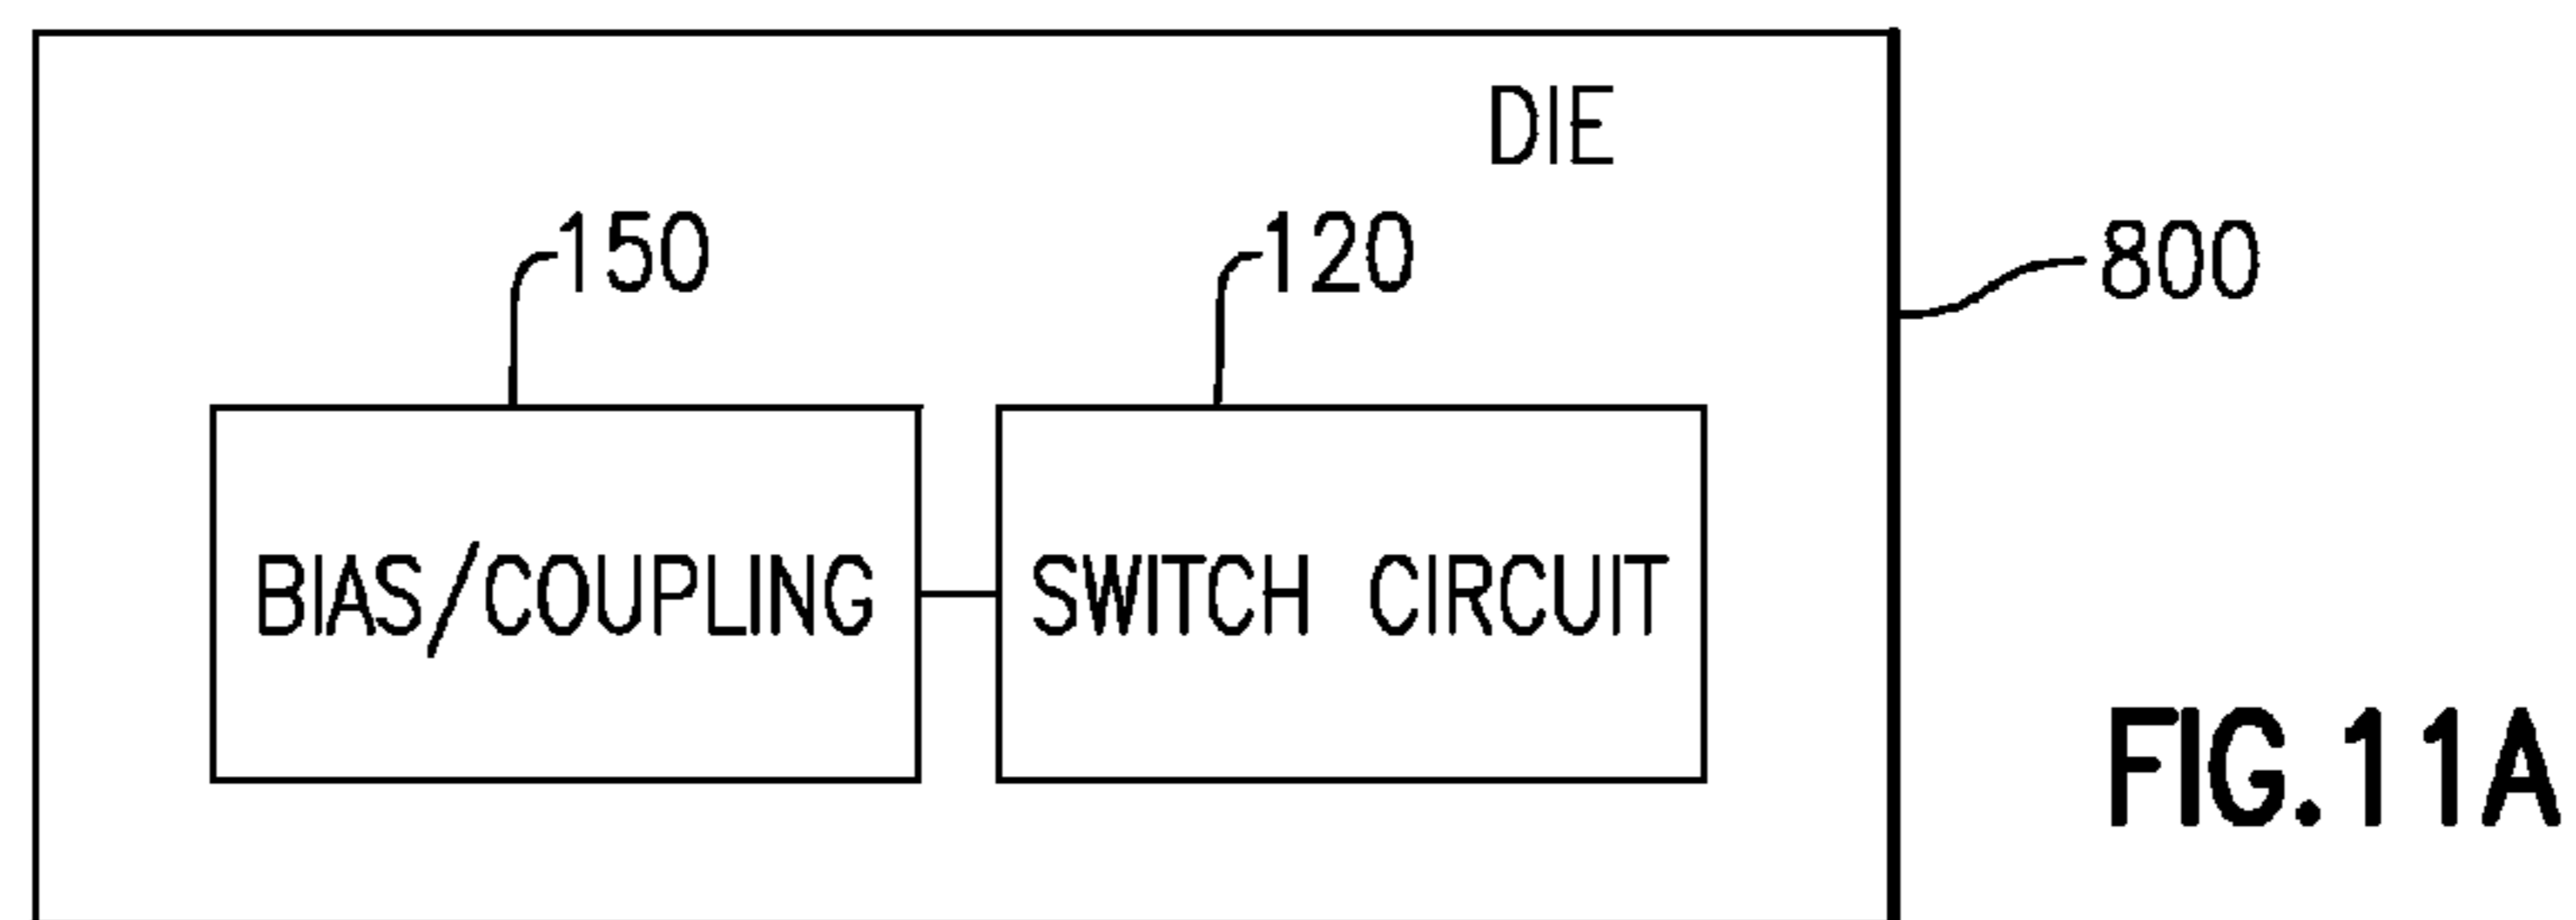 DIE
150
120
800
BIAS/COUPLING
SWITCH CIRCUIT
FIG.11A